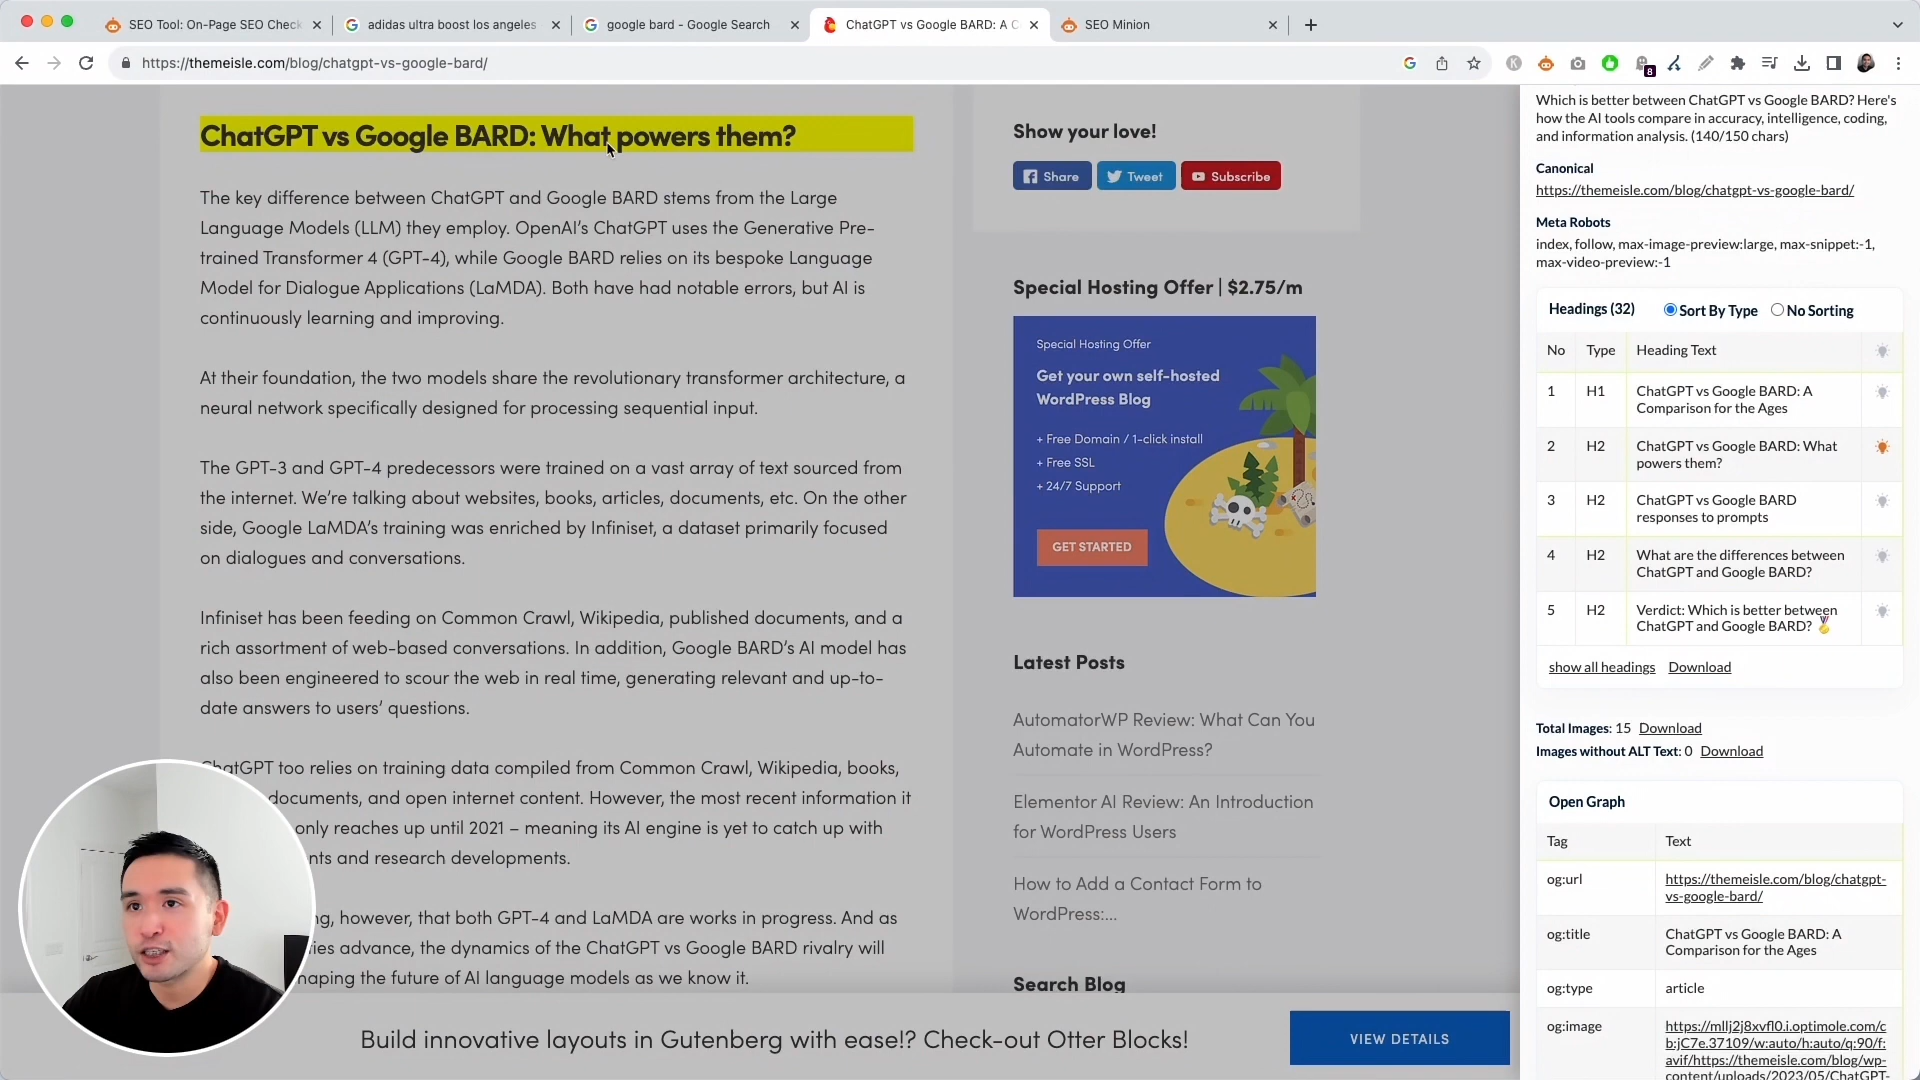 SEO Tool: On-Page SEO Check
adidas ultra boost los angeles
google bard - Google Search
ChatGPT vs Google BARD: A C
SEO Minion
https://themeisle.com/blog/chatgpt-vs-google-bard/
8
ChatGPT vs Google BARD: What powers them?
The key difference between ChatGPT and Google BARD stems from the Large
Language Models (LLM) they employ. OpenAI's ChatGPT uses the Generative Pre-
trained Transformer 4 (GPT-4), while Google BARD relies on its bespoke Language
Model for Dialogue Applications (LaMDA). Both have had notable errors, but AI is
continuously learning and improving.
At their foundation, the two models share the revolutionary transformer architecture, a
neural network specifically designed for processing sequential input.
The GPT-3 and GPT-4 predecessors were trained on a vast array of text sourced from
the internet. We're talking about websites, books, articles, documents, etc. On the other
side, Google LaMDA's training was enriched by Infiniset, a dataset primarily focused
on dialogues and conversations.
Infiniset has been feeding on Common Crawl, Wikipedia, published documents, and a
rich assortment of web-based conversations. In addition, Google BARD's AI model has
also been engineered to scour the web in real time, generating relevant and up-to-
date answers to users' questions.
ChatGPT too relies on training data compiled from Common Crawl, Wikipedia, books,
documents, and open internet content. However, the most recent information it
only reaches up until 2021 – meaning its AI engine is yet to catch up with
nts and research developments.
ng, however, that both GPT-4 and LaMDA are works in progress. And as
ies advance, the dynamics of the ChatGPT vs Google BARD rivalry will
haping the future of AI language models as we know it.
Show your love!
Share
Tweet
Subscribe
Special Hosting Offer | $2.75/m
Special Hosting Offer
Get your own self-hosted
WordPress Blog
+ Free Domain / 1-click install
+ Free SSL
+ 24/7 Support
GET STARTED
Latest Posts
AutomatorWP Review: What Can You
Automate in WordPress?
Elementor AI Review: An Introduction
for WordPress Users
How to Add a Contact Form to
WordPress:...
Search Blog
Build innovative layouts in Gutenberg with ease!? Check-out Otter Blocks!
VIEW DETAILS
Which is better between ChatGPT vs Google BARD? Here's
how the AI tools compare in accuracy, intelligence, coding,
and information analysis. (140/150 chars)
Canonical
https://themeisle.com/blog/chatgpt-vs-google-bard/
Meta Robots
index, follow, max-image-preview:large, max-snippet:-1,
max-video-preview:-1
Headings (32) Sort By Type No Sorting
No Type Heading Text
1 H1 ChatGPT vs Google BARD: A
Comparison for the Ages
2 H2 ChatGPT vs Google BARD: What
powers them?
3 H2 ChatGPT vs Google BARD
responses to prompts
4 H2 What are the differences between
ChatGPT and Google BARD?
5 H2 Verdict: Which is better between
ChatGPT and Google BARD? 🏅
show all headings Download
Total Images: 15 Download
Images without ALT Text: 0 Download
Open Graph
Tag Text
og:url https://themeisle.com/blog/chatgpt-
vs-google-bard/
og:title ChatGPT vs Google BARD: A
Comparison for the Ages
og:type article
og:image https://mllj2j8xvfl0.i.optimole.com/c
b:jC7e.37109/w:auto/h:auto/q:90/f:
avif/https://themeisle.com/blog/wp-
content/uploads/2023/05/ChatGPT-